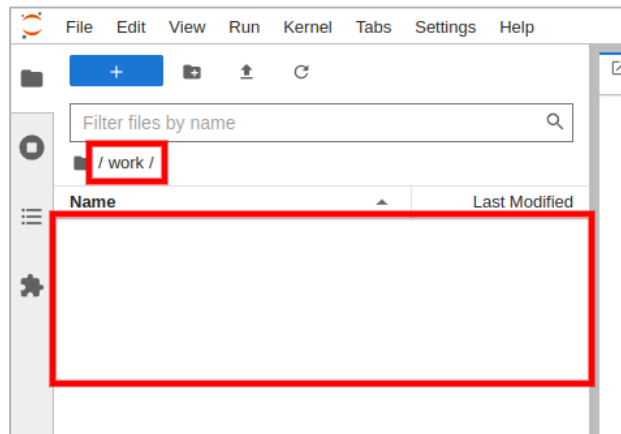 File Edit View Run Kernel Tabs Settings Help
+
Filter files by name
/ work /
Name Last Modified